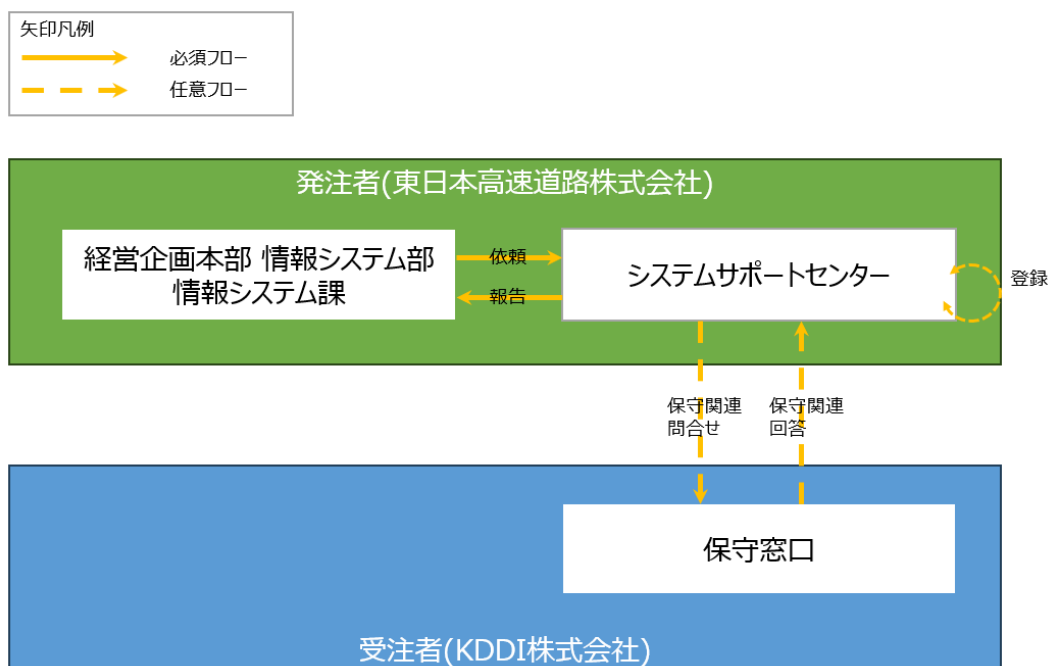 矢印凡例
必須フロー
任意フロー
発注者(東日本高速道路株式会社)
経営企画本部 情報システム部
情報システム課
依頼
報告
システムサポートセンター
登録
保守関連
問合せ
保守関連
回答
保守窓口
受注者(KDDI株式会社)